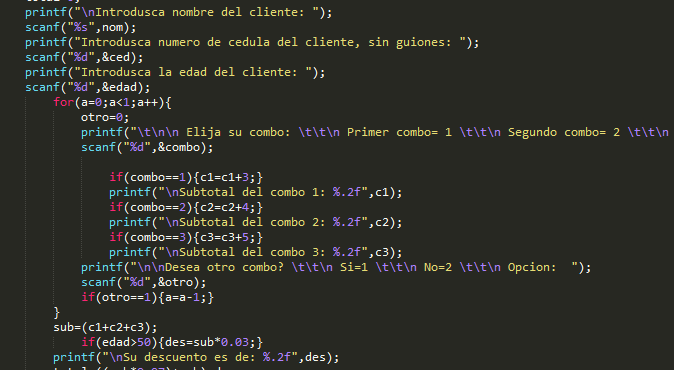 printf("\nIntrodusca nombre del cliente: ");
scanf("%s",nom);
printf("Introdusca numero de cedula del cliente, sin guiones: ");
scanf("%d",&ced);
printf("Introdusca la edad del cliente: ");
scanf("%d",&edad);
for(a=0;a<1;a++){
otro=0;
printf("\t\n\n Elija su combo: \t\t\n Primer combo= 1 \t\t\n Segundo combo= 2 \t\t\n
scanf("%d",&combo);
if(combo==1){c1=c1+3;}
printf("\nSubtotal del combo 1: %.2f",c1);
if(combo==2){c2=c2+4;}
printf("\nSubtotal del combo 2: %.2f",c2);
if(combo==3){c3=c3+5;}
printf("\nSubtotal del combo 3: %.2f",c3);
printf("\n\nDesea otro combo? \t\t\n Si=1 \t\t\n No=2 \t\t\n Opcion:  ");
scanf("%d",&otro);
if(otro==1){a=a-1;}
}
sub=(c1+c2+c3);
if(edad>50){des=sub*0.03;}
printf("\nSu descuento es de: %.2f",des);